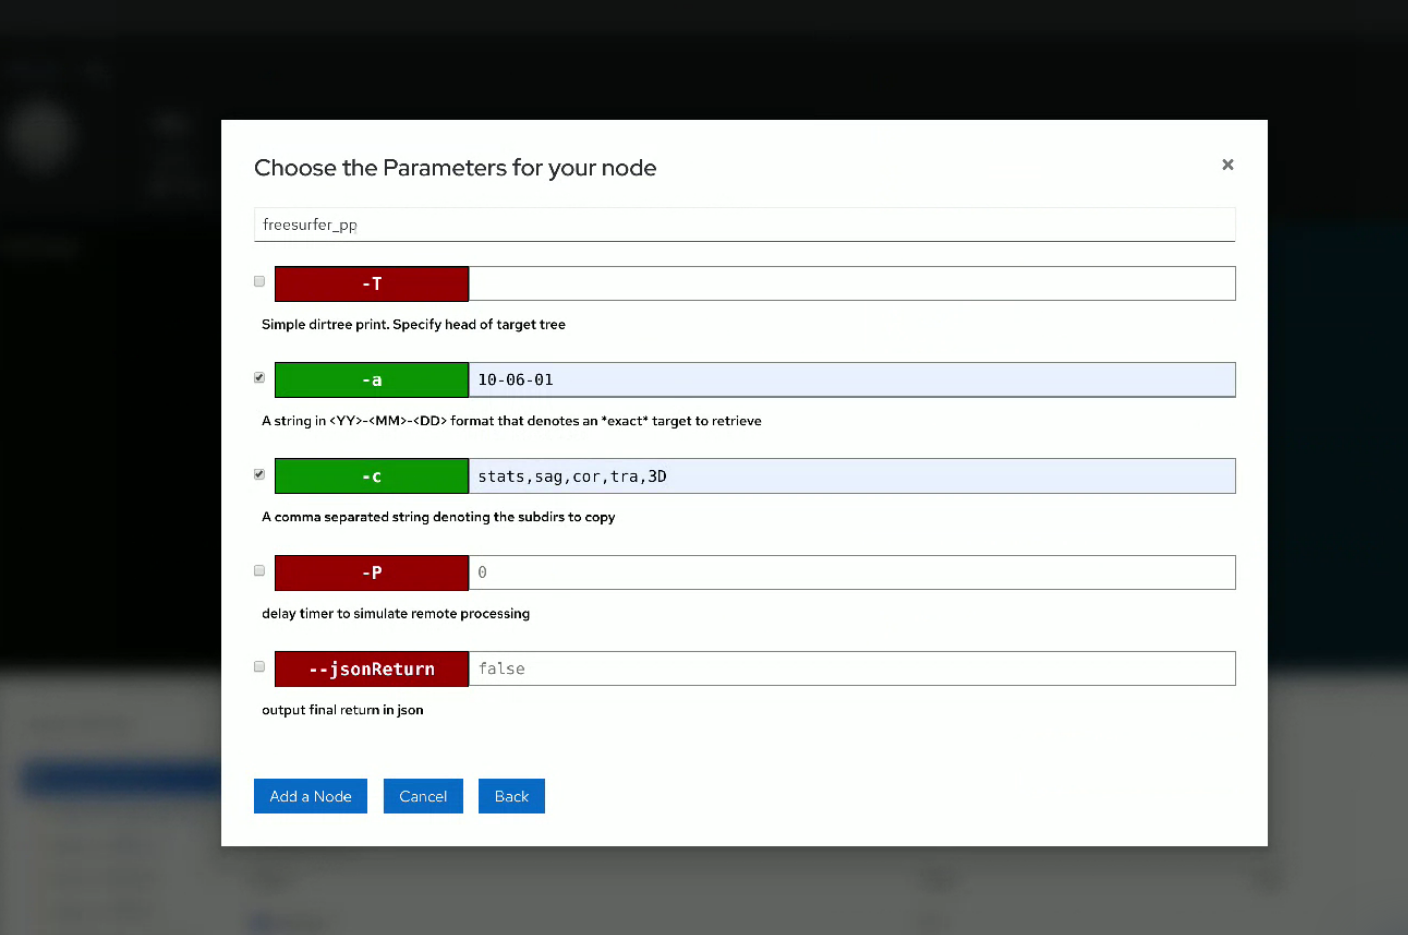 Choose the Parameters for your node
×
freesurfer_pp
-T
Simple dirtree print. Specify head of target tree
-a 10-06-01
A string in <YY>-<MM>-<DD> format that denotes an *exact* target to retrieve
-c stats,sag,cor,tra,3D
A comma separated string denoting the subdirs to copy
-P 0
delay timer to simulate remote processing
--jsonReturn false
output final return in json
Add a Node Cancel Back